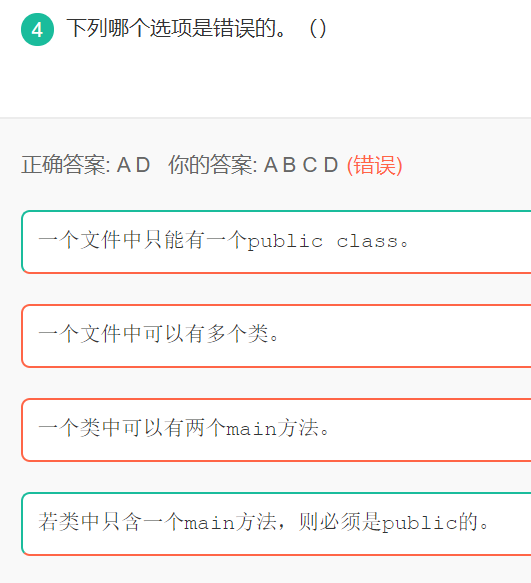 4 下列哪个选项是错误的。（）
正确答案: A D 你的答案: A B C D (错误)
一个文件中只能有一个public class。
一个文件中可以有多个类。
一个类中可以有两个main方法。
若类中只含一个main方法，则必须是public的。